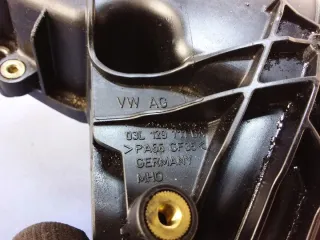 VW AG
03L 129 711
>PA66 GF35<
GERMANY
MHO